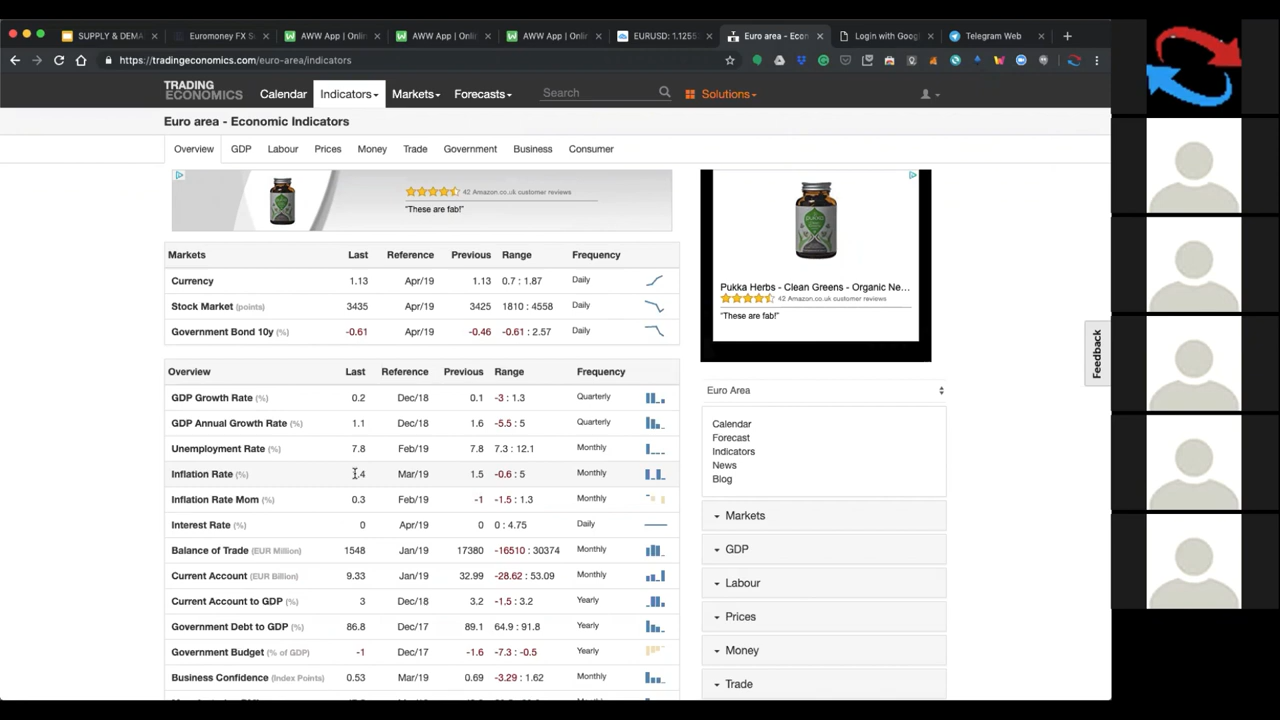 SUPPLY & DEMA
Euromoney FX Su
AWW App | Onlin
AWW App | Onlin
AWW App | Onlin
EURUSD: 1.1255
Euro area - Econ
Login with Googl
Telegram Web
https://tradingeconomics.com/euro-area/indicators
TRADING ECONOMICS
Calendar
Indicators
Markets
Forecasts
Search
Solutions
Euro area - Economic Indicators
Overview GDP Labour Prices Money Trade Government Business Consumer
42 Amazon.co.uk customer reviews
"These are fab!"
PUKKA
Pukka Herbs - Clean Greens - Organic Ne...
42 Amazon.co.uk customer reviews
"These are fab!"
Feedback
Markets Last Reference Previous Range Frequency
Currency 1.13 Apr/19 1.13 0.7 : 1.87 Daily
Stock Market (points) 3435 Apr/19 3425 1810 : 4558 Daily
Government Bond 10y (%) -0.61 Apr/19 -0.46 -0.61 : 2.57 Daily
Overview Last Reference Previous Range Frequency
GDP Growth Rate (%) 0.2 Dec/18 0.1 -3 : 1.3 Quarterly
GDP Annual Growth Rate (%) 1.1 Dec/18 1.6 -5.5 : 5 Quarterly
Unemployment Rate (%) 7.8 Feb/19 7.8 7.3 : 12.1 Monthly
Inflation Rate (%) 1.4 Mar/19 1.5 -0.6 : 5 Monthly
Inflation Rate Mom (%) 0.3 Feb/19 -1 -1.5 : 1.3 Monthly
Interest Rate (%) 0 Apr/19 0 0 : 4.75 Daily
Balance of Trade (EUR Million) 1548 Jan/19 17380 -16510 : 30374 Monthly
Current Account (EUR Billion) 9.33 Jan/19 32.99 -28.62 : 53.09 Monthly
Current Account to GDP (%) 3 Dec/18 3.2 -1.5 : 3.2 Yearly
Government Debt to GDP (%) 86.8 Dec/17 89.1 64.9 : 91.8 Yearly
Government Budget (% of GDP) -1 Dec/17 -1.6 -7.3 : -0.5 Yearly
Business Confidence (Index Points) 0.53 Mar/19 0.69 -3.29 : 1.62 Monthly
Euro Area
Calendar
Forecast
Indicators
News
Blog
Markets
GDP
Labour
Prices
Money
Trade